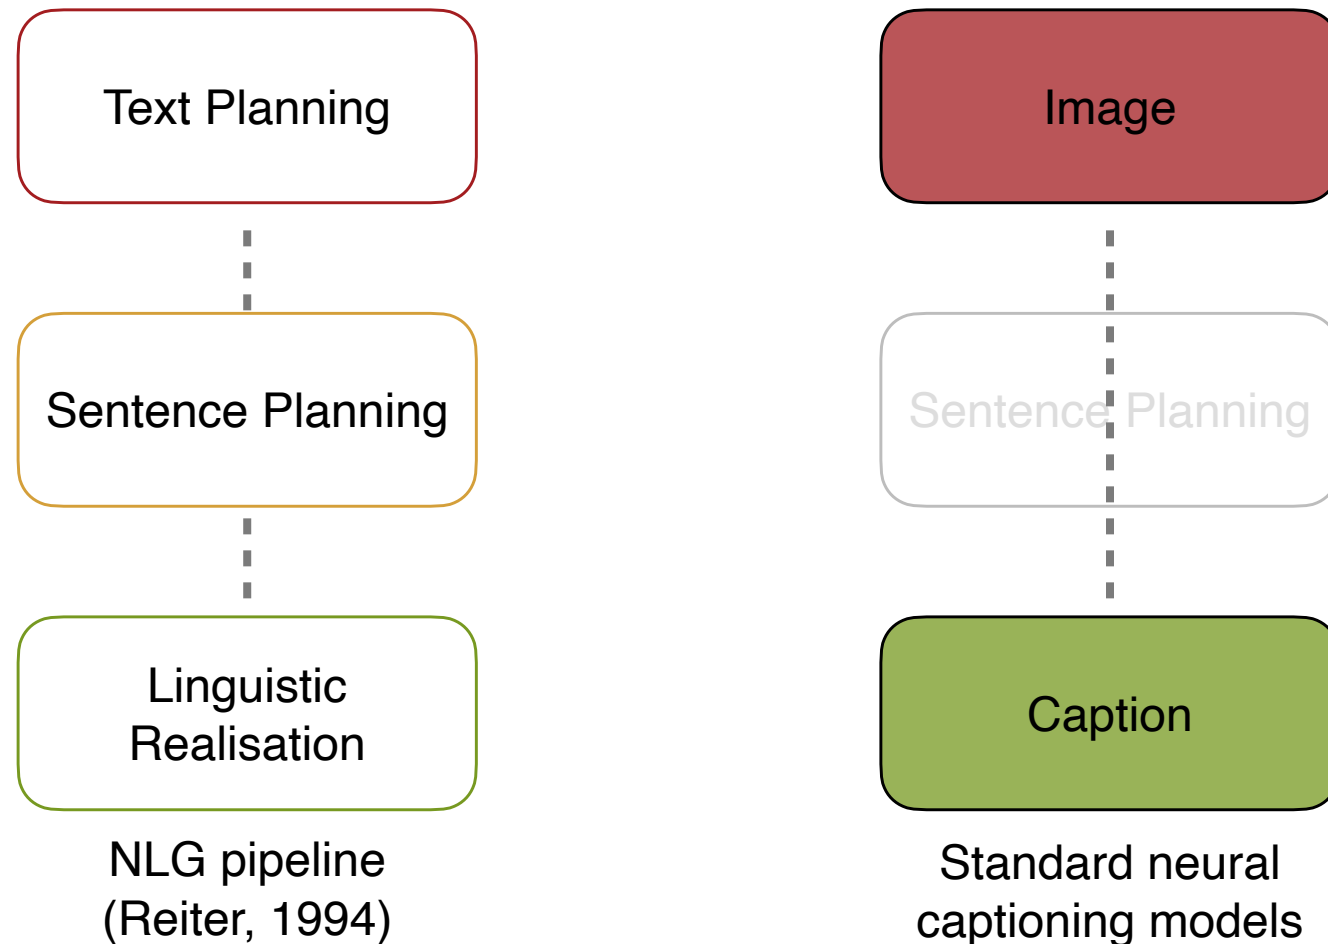 Text Planning
Sentence Planning
Linguistic
Realisation
NLG pipeline
(Reiter, 1994)
Image
Sentence Planning
Caption
Standard neural
captioning models